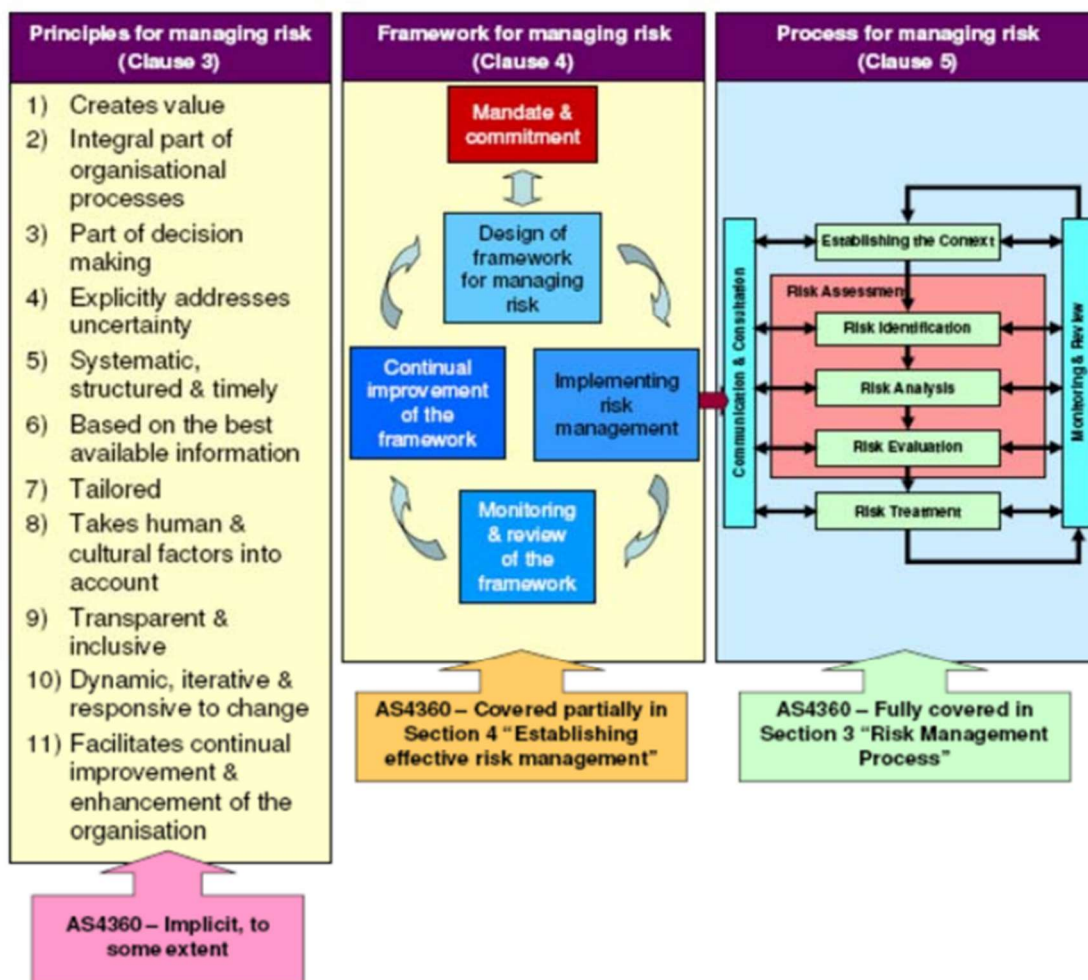 Principles for managing risk
(Clause 3)
1) Creates value
2) Integral part of
organisational
processes
3) Part of decision
making
4) Explicitly addresses
uncertainty
5) Systematic,
structured & timely
6) Based on the best
available information
7) Tailored
8) Takes human &
cultural factors into
account
9) Transparent &
inclusive
10) Dynamic, iterative &
responsive to change
11) Facilitates continual
improvement &
enhancement of the
organisation
AS4360 – Implicit, to
some extent
Framework for managing risk
(Clause 4)
Mandate &
commitment
Design of
framework
for managing
risk
Continual
improvement
of the
framework
Implementing
risk
management
Monitoring
& review
of the
framework
AS4360 – Covered partially in
Section 4 “Establishing
effective risk management”
Process for managing risk
(Clause 5)
Communication & Consultation
Establishing the Context
Risk Assessment
Risk Identification
Risk Analysis
Risk Evaluation
Risk Treatment
Monitoring & Review
AS4360 – Fully covered in
Section 3 “Risk Management
Process”